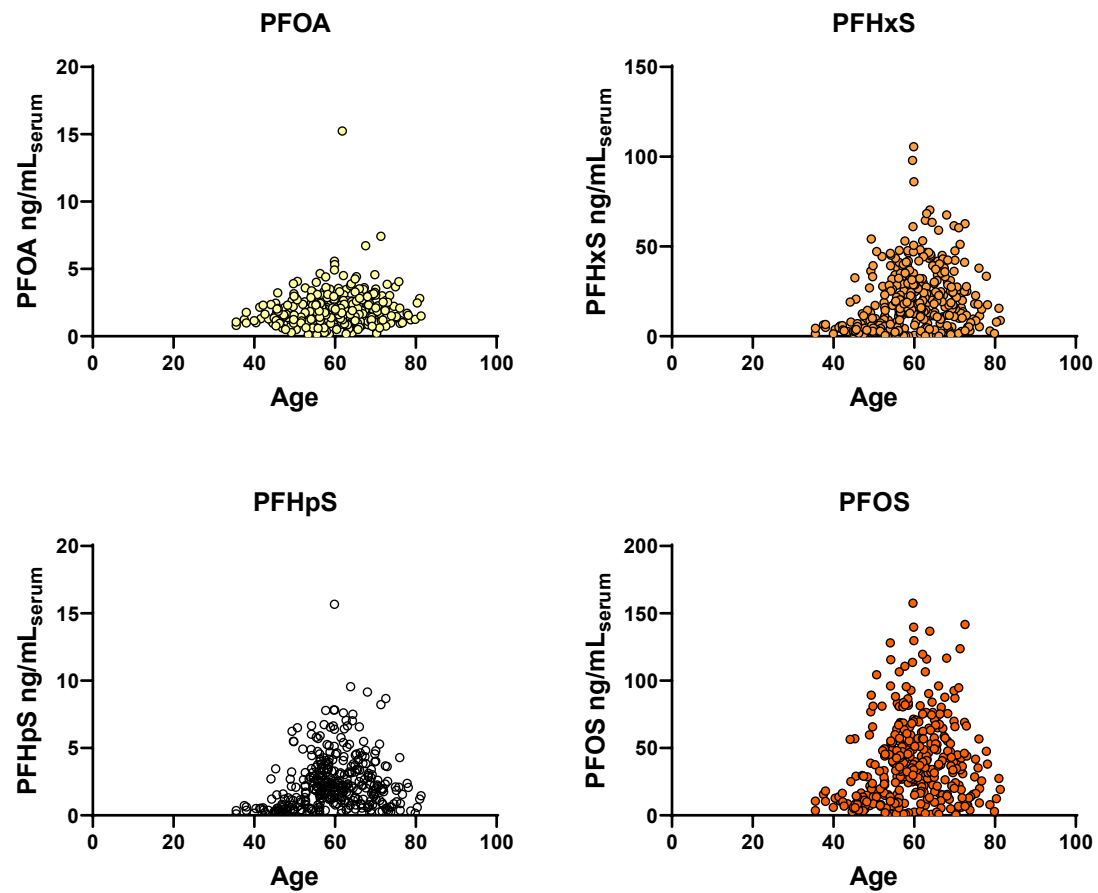 PFOA
PFOA ng/mLserum
20
15
10
5
0
0 20 40 60 80 100
Age
PFHxS
PFHxS ng/mLserum
150
100
50
0
0 20 40 60 80 100
Age
PFHpS
PFHpS ng/mLserum
20
15
10
5
0
0 20 40 60 80 100
Age
PFOS
PFOS ng/mLserum
200
150
100
50
0
0 20 40 60 80 100
Age